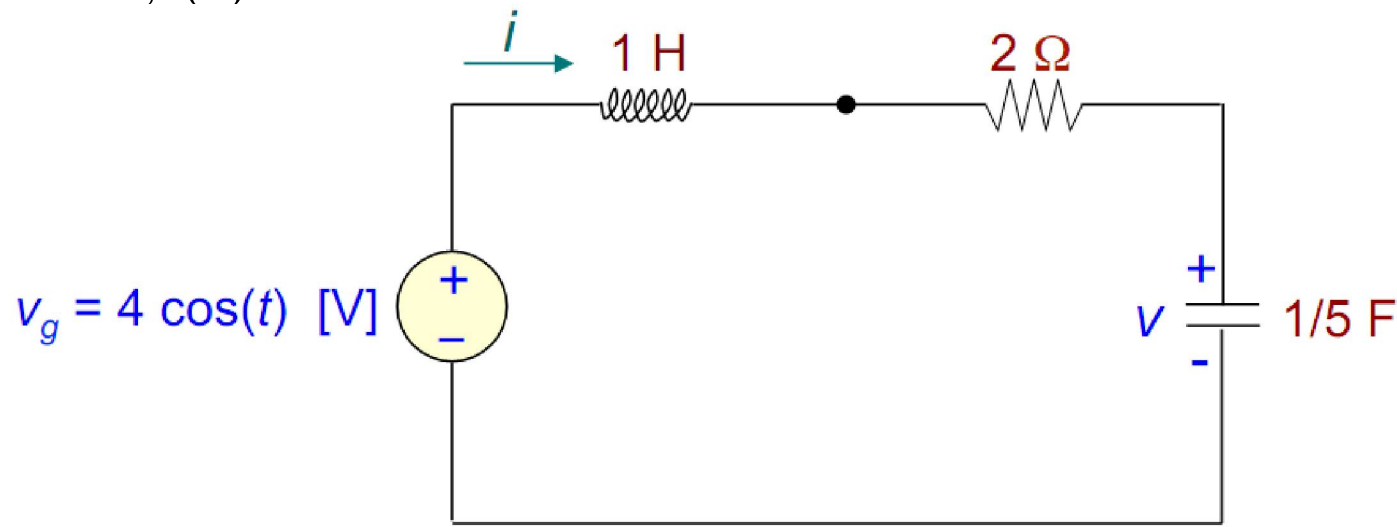 i
1 H
2 Ω
+
−
v_g = 4 cos(t) [V]
+
v
-
1/5 F